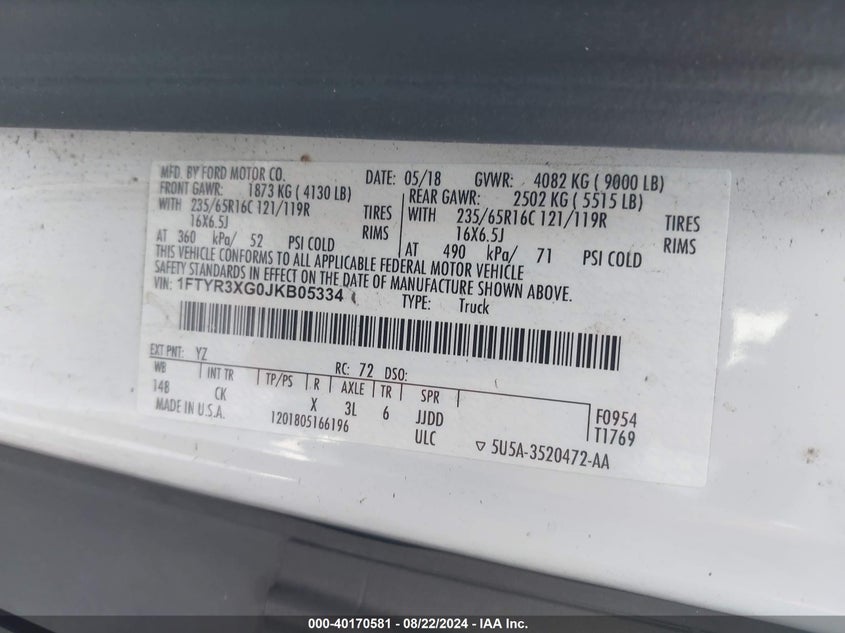 MFD. BY FORD MOTOR CO.
DATE: 05/18 GVWR: 4082 KG ( 9000 LB)
FRONT GAWR: 1873 KG ( 4130 LB)
WITH 235/65R16C 121/119R TIRES
16X6.5J RIMS
AT 360 kPa/ 52 PSI COLD
REAR GAWR: 2502 KG ( 5515 LB)
WITH 235/65R16C 121/119R TIRES
16X6.5J RIMS
AT 490 kPa/ 71 PSI COLD
THIS VEHICLE CONFORMS TO ALL APPLICABLE FEDERAL MOTOR VEHICLE
SAFETY STANDARDS IN EFFECT ON THE DATE OF MANUFACTURE SHOWN ABOVE.
VIN: 1FTYR3XG0JKB05334 TYPE: Truck
EXT PNT: YZ RC: 72 DSO:
WB INT TR TP/PS R AXLE TR SPR
148 CK X 3L 6 JJDD F0954
MADE IN U.S.A. 1201805166196 ULC T1769
5U5A-3520472-AA
000-40170581 - 08/22/2024 - IAA Inc.